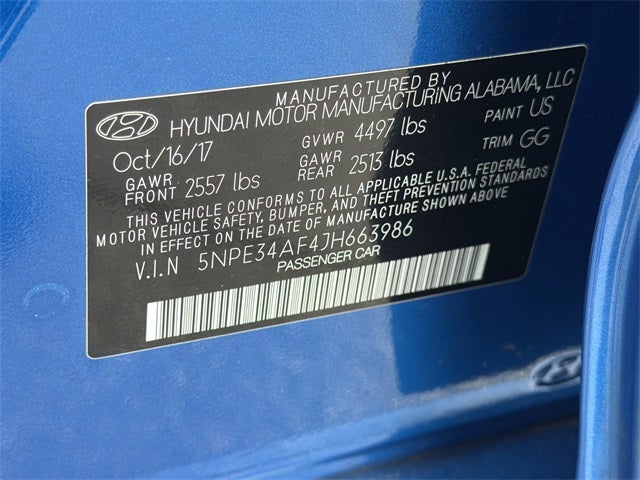 MANUFACTURED BY
HYUNDAI MOTOR MANUFACTURING ALABAMA, LLC
Oct/16/17 GVWR 4497 lbs PAINT US
GAWR FRONT 2557 lbs GAWR REAR 2513 lbs TRIM GG
THIS VEHICLE CONFORMS TO ALL APPLICABLE U.S.A. FEDERAL
MOTOR VEHICLE SAFETY, BUMPER, AND THEFT PREVENTION STANDARDS
IN EFFECT ON THE DATE OF MANUFACTURE SHOWN ABOVE
V.I.N 5NPE34AF4JH663986
PASSENGER CAR